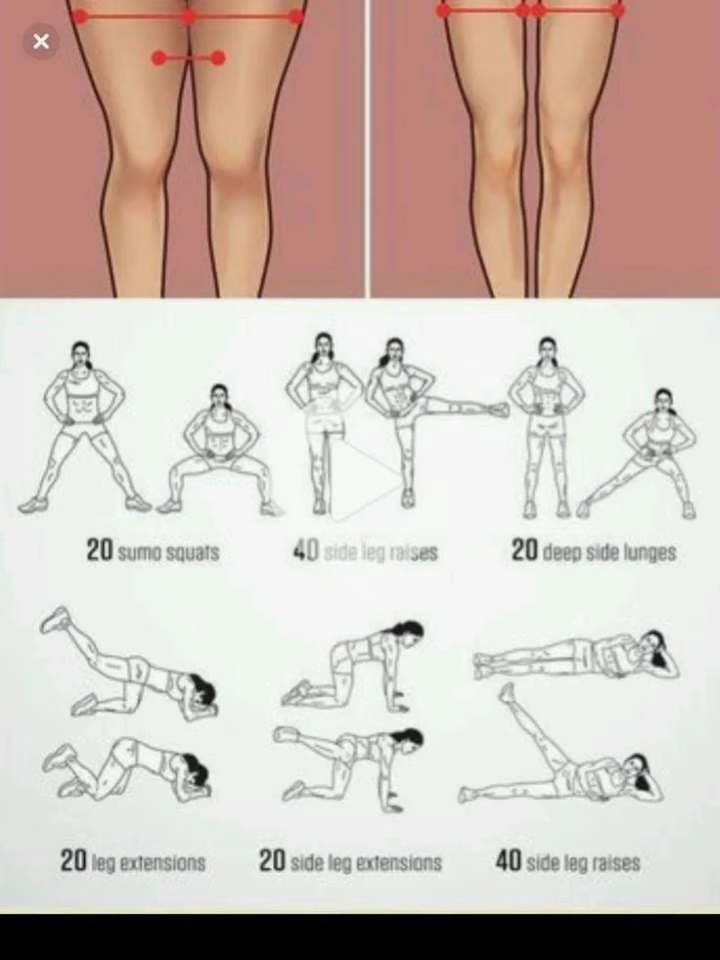 20 sumo squats
40 side leg raises
20 deep side lunges
20 leg extensions
20 side leg extensions
40 side leg raises